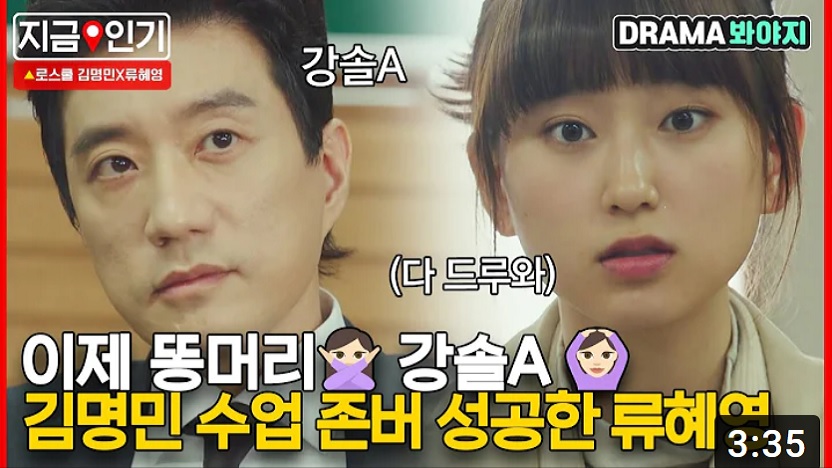 지금 인기
▲로스쿨 김명민X류혜영
DRAMA 봐야지
강솔A
(다 드루와)
이제 똥머리🙅🏻‍♀️ 강솔A 🙆🏻‍♀️
김명민 수업 존버 성공한 류혜영
3:35